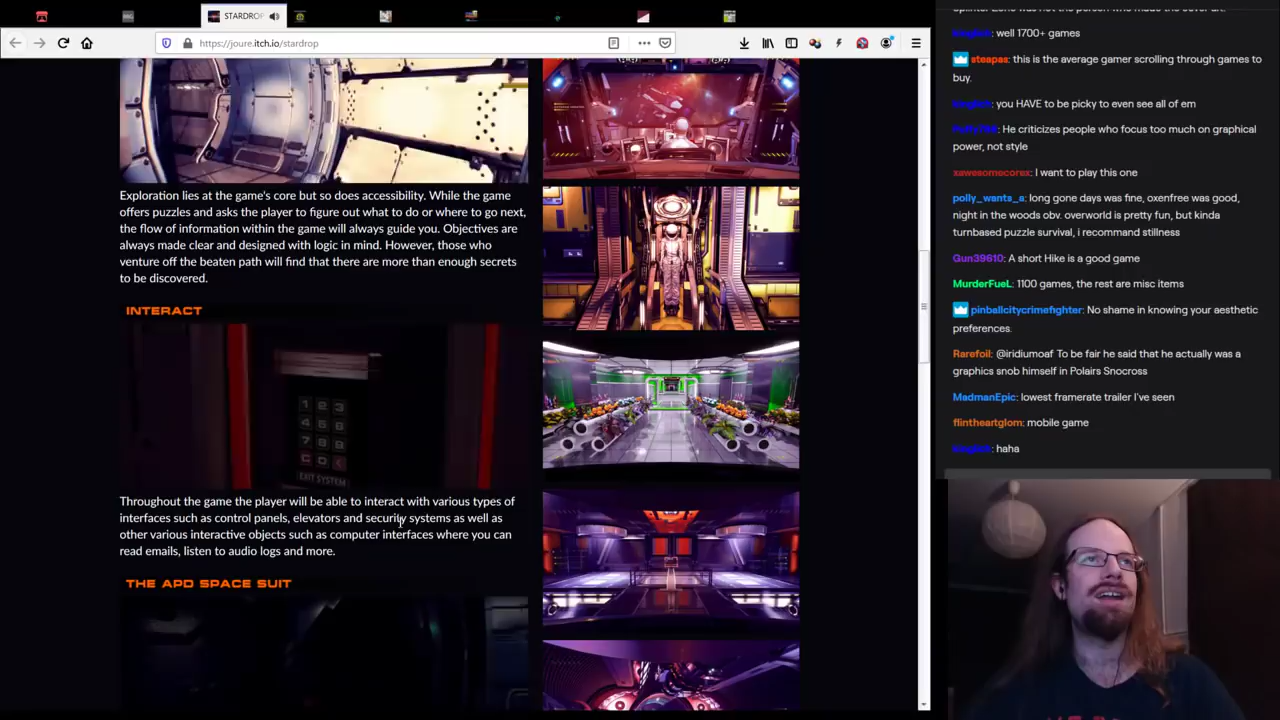 STARDROP
https://joure.itch.io/stardrop
Exploration lies at the game's core but so does accessibility. While the game
offers puzzles and asks the player to figure out what to do or where to go next,
the flow of information within the game will always guide you. Objectives are
always made clear and designed with logic in mind. However, those who
venture off the beaten path will find that there are more than enough secrets
to be discovered.
INTERACT
1 2 3
4 5 6
7 8 9
EXIT SYSTEM
Throughout the game the player will be able to interact with various types of
interfaces such as control panels, elevators and security systems as well as
other various interactive objects such as computer interfaces where you can
read emails, listen to audio logs and more.
THE APD SPACE SUIT
: well 1700+ games
steapas: this is the average gamer scrolling through games to
buy.
: you HAVE to be picky to even see all of em
: He criticizes people who focus too much on graphical
power, not style
xawesomecorex: I want to play this one
polly_wants_a: long gone days was fine, oxenfree was good,
night in the woods obv. overworld is pretty fun, but kinda
turnbased puzzle survival, i recommend stillness
Gun39610: A short Hike is a good game
MurderFueL: 1100 games, the rest are misc items
pinballcitycrimefighter: No shame in knowing your aesthetic
preferences.
Rarefoil: @iridiumoaf To be fair he said that he actually was a
graphics snob himself in Polairs Snocross
MadmanEpic: lowest framerate trailer I've seen
flintheartglom: mobile game
: haha